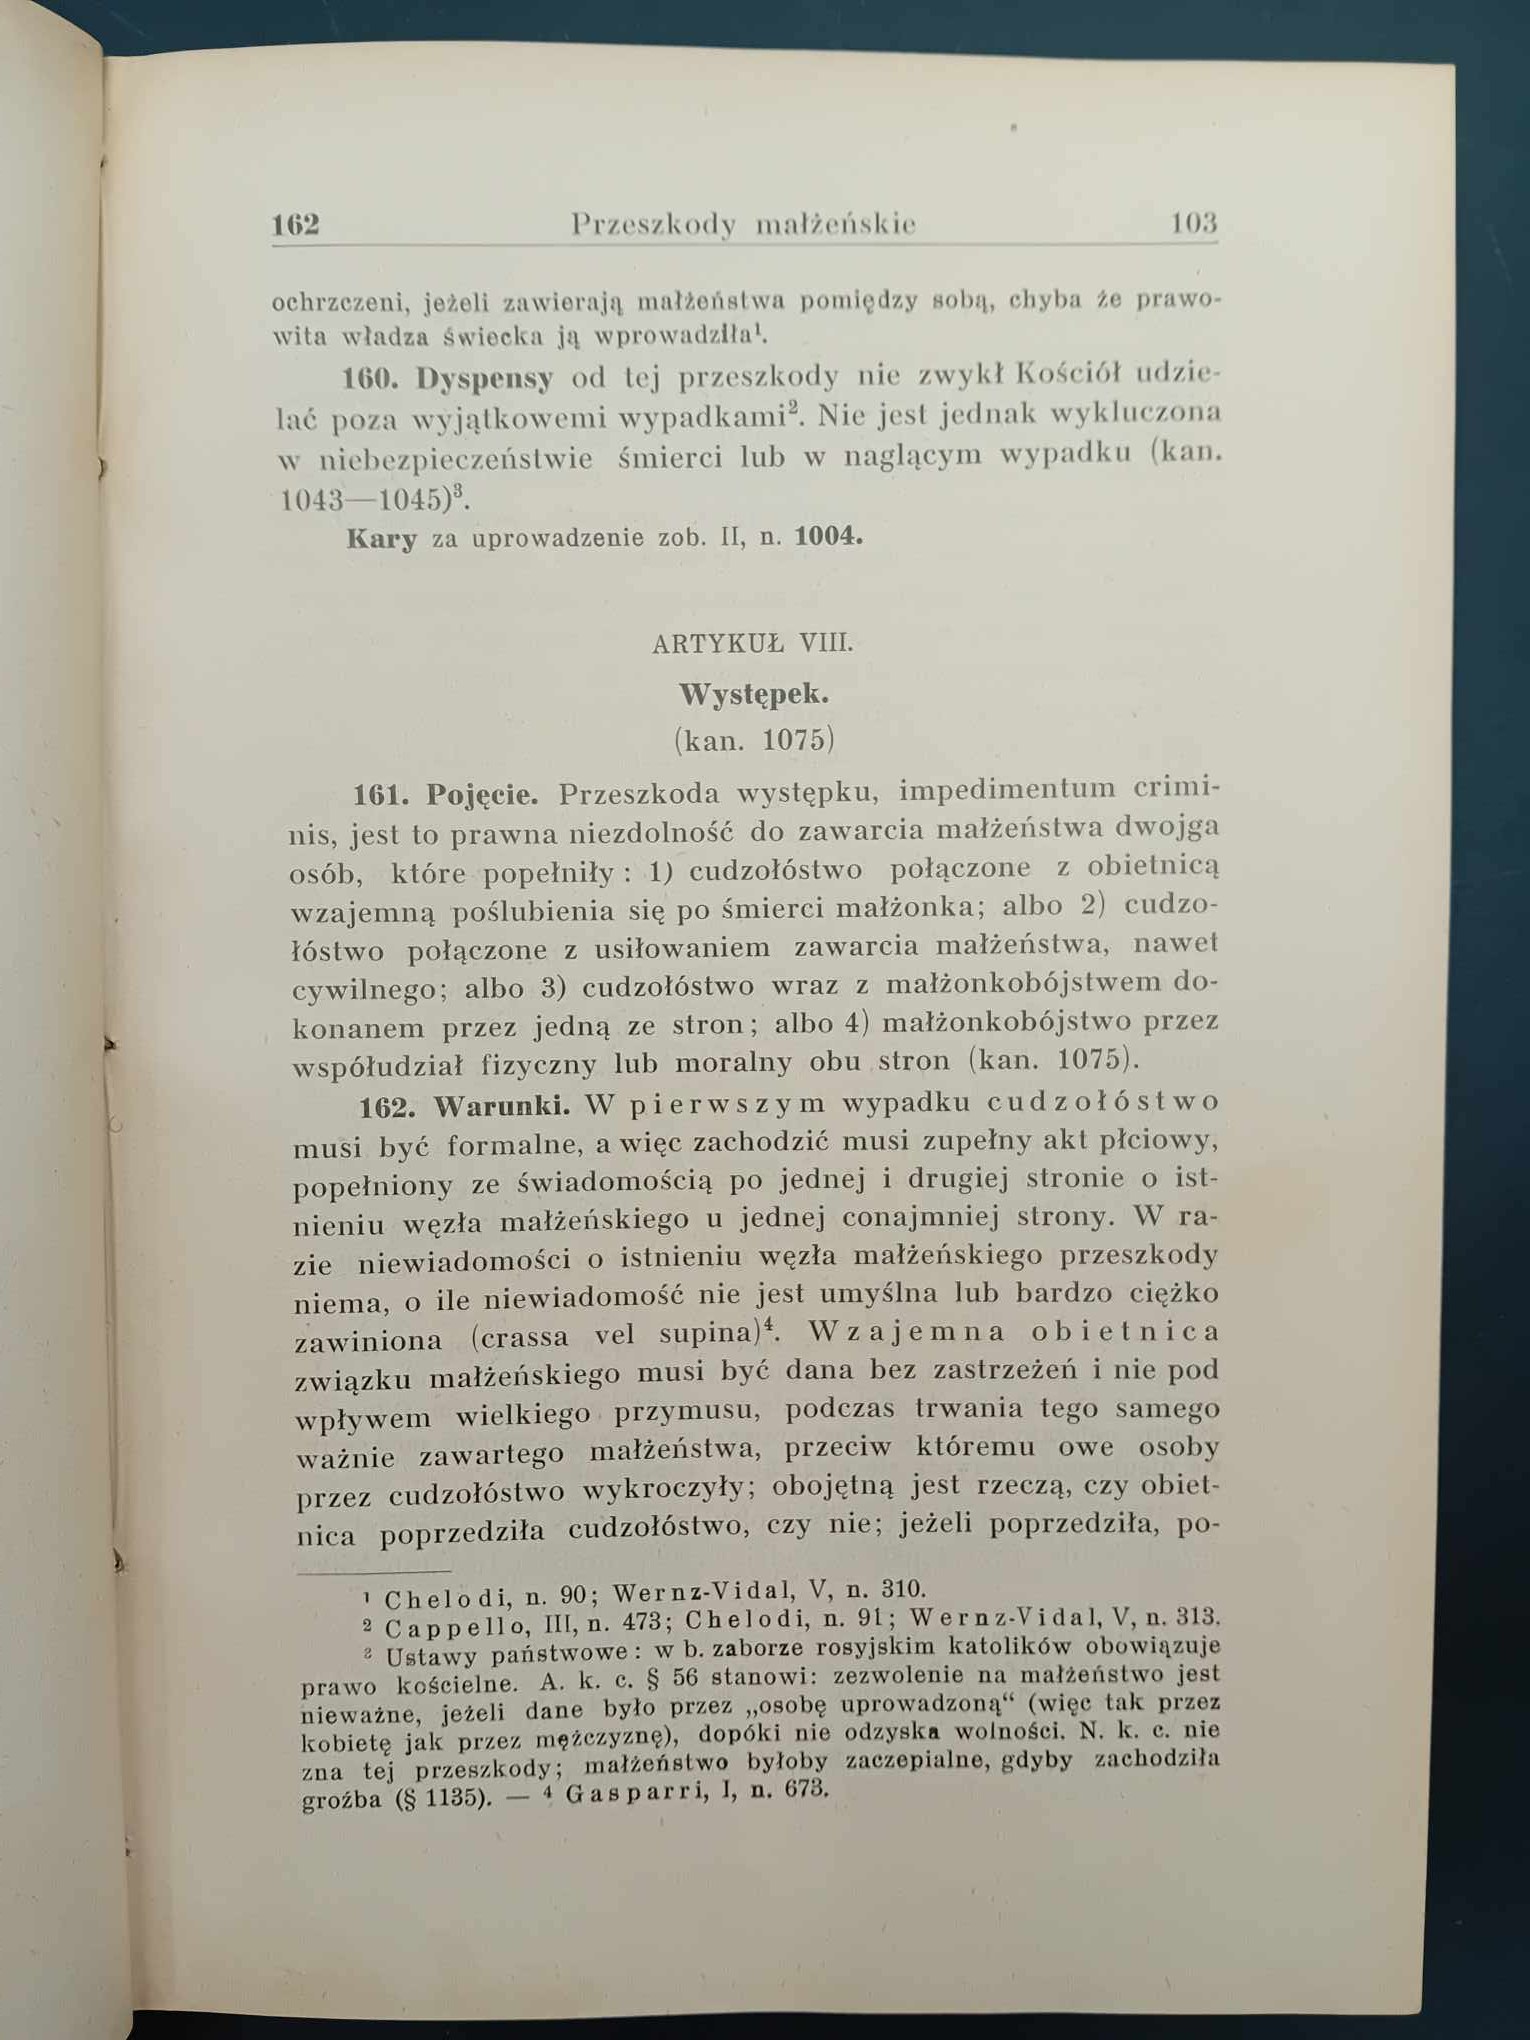 162 Przeszkody małżeńskie 103
ochrzczeni, jeżeli zawierają małżeństwa pomiędzy sobą, chyba że prawo-
wita władza świecka ją wprowadziła¹.
160. Dyspensy od tej przeszkody nie zwykł Kościół udzie-
lać poza wyjątkowemi wypadkami². Nie jest jednak wykluczona
w niebezpieczeństwie śmierci lub w naglącym wypadku (kan.
1043—1045)³.
Kary za uprowadzenie zob. II, n. 1004.
ARTYKUŁ VIII.
Występek.
(kan. 1075)
161. Pojęcie. Przeszkoda występku, impedimentum crimi-
nis, jest to prawna niezdolność do zawarcia małżeństwa dwojga
osób, które popełniły: 1) cudzołóstwo połączone z obietnicą
wzajemną poślubienia się po śmierci małżonka; albo 2) cudzo-
łóstwo połączone z usiłowaniem zawarcia małżeństwa, nawet
cywilnego; albo 3) cudzołóstwo wraz z małżonkobójstwem do-
konanem przez jedną ze stron; albo 4) małżonkobójstwo przez
współudział fizyczny lub moralny obu stron (kan. 1075).
162. Warunki. W pierwszym wypadku cudzołóstwo
musi być formalne, a więc zachodzić musi zupełny akt płciowy,
popełniony ze świadomością po jednej i drugiej stronie o ist-
nieniu węzła małżeńskiego u jednej conajmniej strony. W ra-
zie niewiadomości o istnieniu węzła małżeńskiego przeszkody
niema, o ile niewiadomość nie jest umyślna lub bardzo ciężko
zawiniona (crassa vel supina)⁴. Wzajemna obietnica
związku małżeńskiego musi być dana bez zastrzeżeń i nie pod
wpływem wielkiego przymusu, podczas trwania tego samego
ważnie zawartego małżeństwa, przeciw któremu owe osoby
przez cudzołóstwo wykroczyły; obojętną jest rzeczą, czy obiet-
nica poprzedziła cudzołóstwo, czy nie; jeżeli poprzedziła, po-
¹ Chelodi, n. 90; Wernz-Vidal, V, n. 310.
² Cappello, III, n. 473; Chelodi, n. 91; Wernz-Vidal, V, n. 313.
³ Ustawy państwowe: w b. zaborze rosyjskim katolików obowiązuje
prawo kościelne. A. k. c. § 56 stanowi: zezwolenie na małżeństwo jest
nieważne, jeżeli dane było przez „osobę uprowadzoną“ (więc tak przez
kobietę jak przez mężczyznę), dopóki nie odzyska wolności. N. k. c. nie
zna tej przeszkody; małżeństwo byłoby zaczepialne, gdyby zachodziła
groźba (§ 1135). — ⁴ Gasparri, I, n. 673.